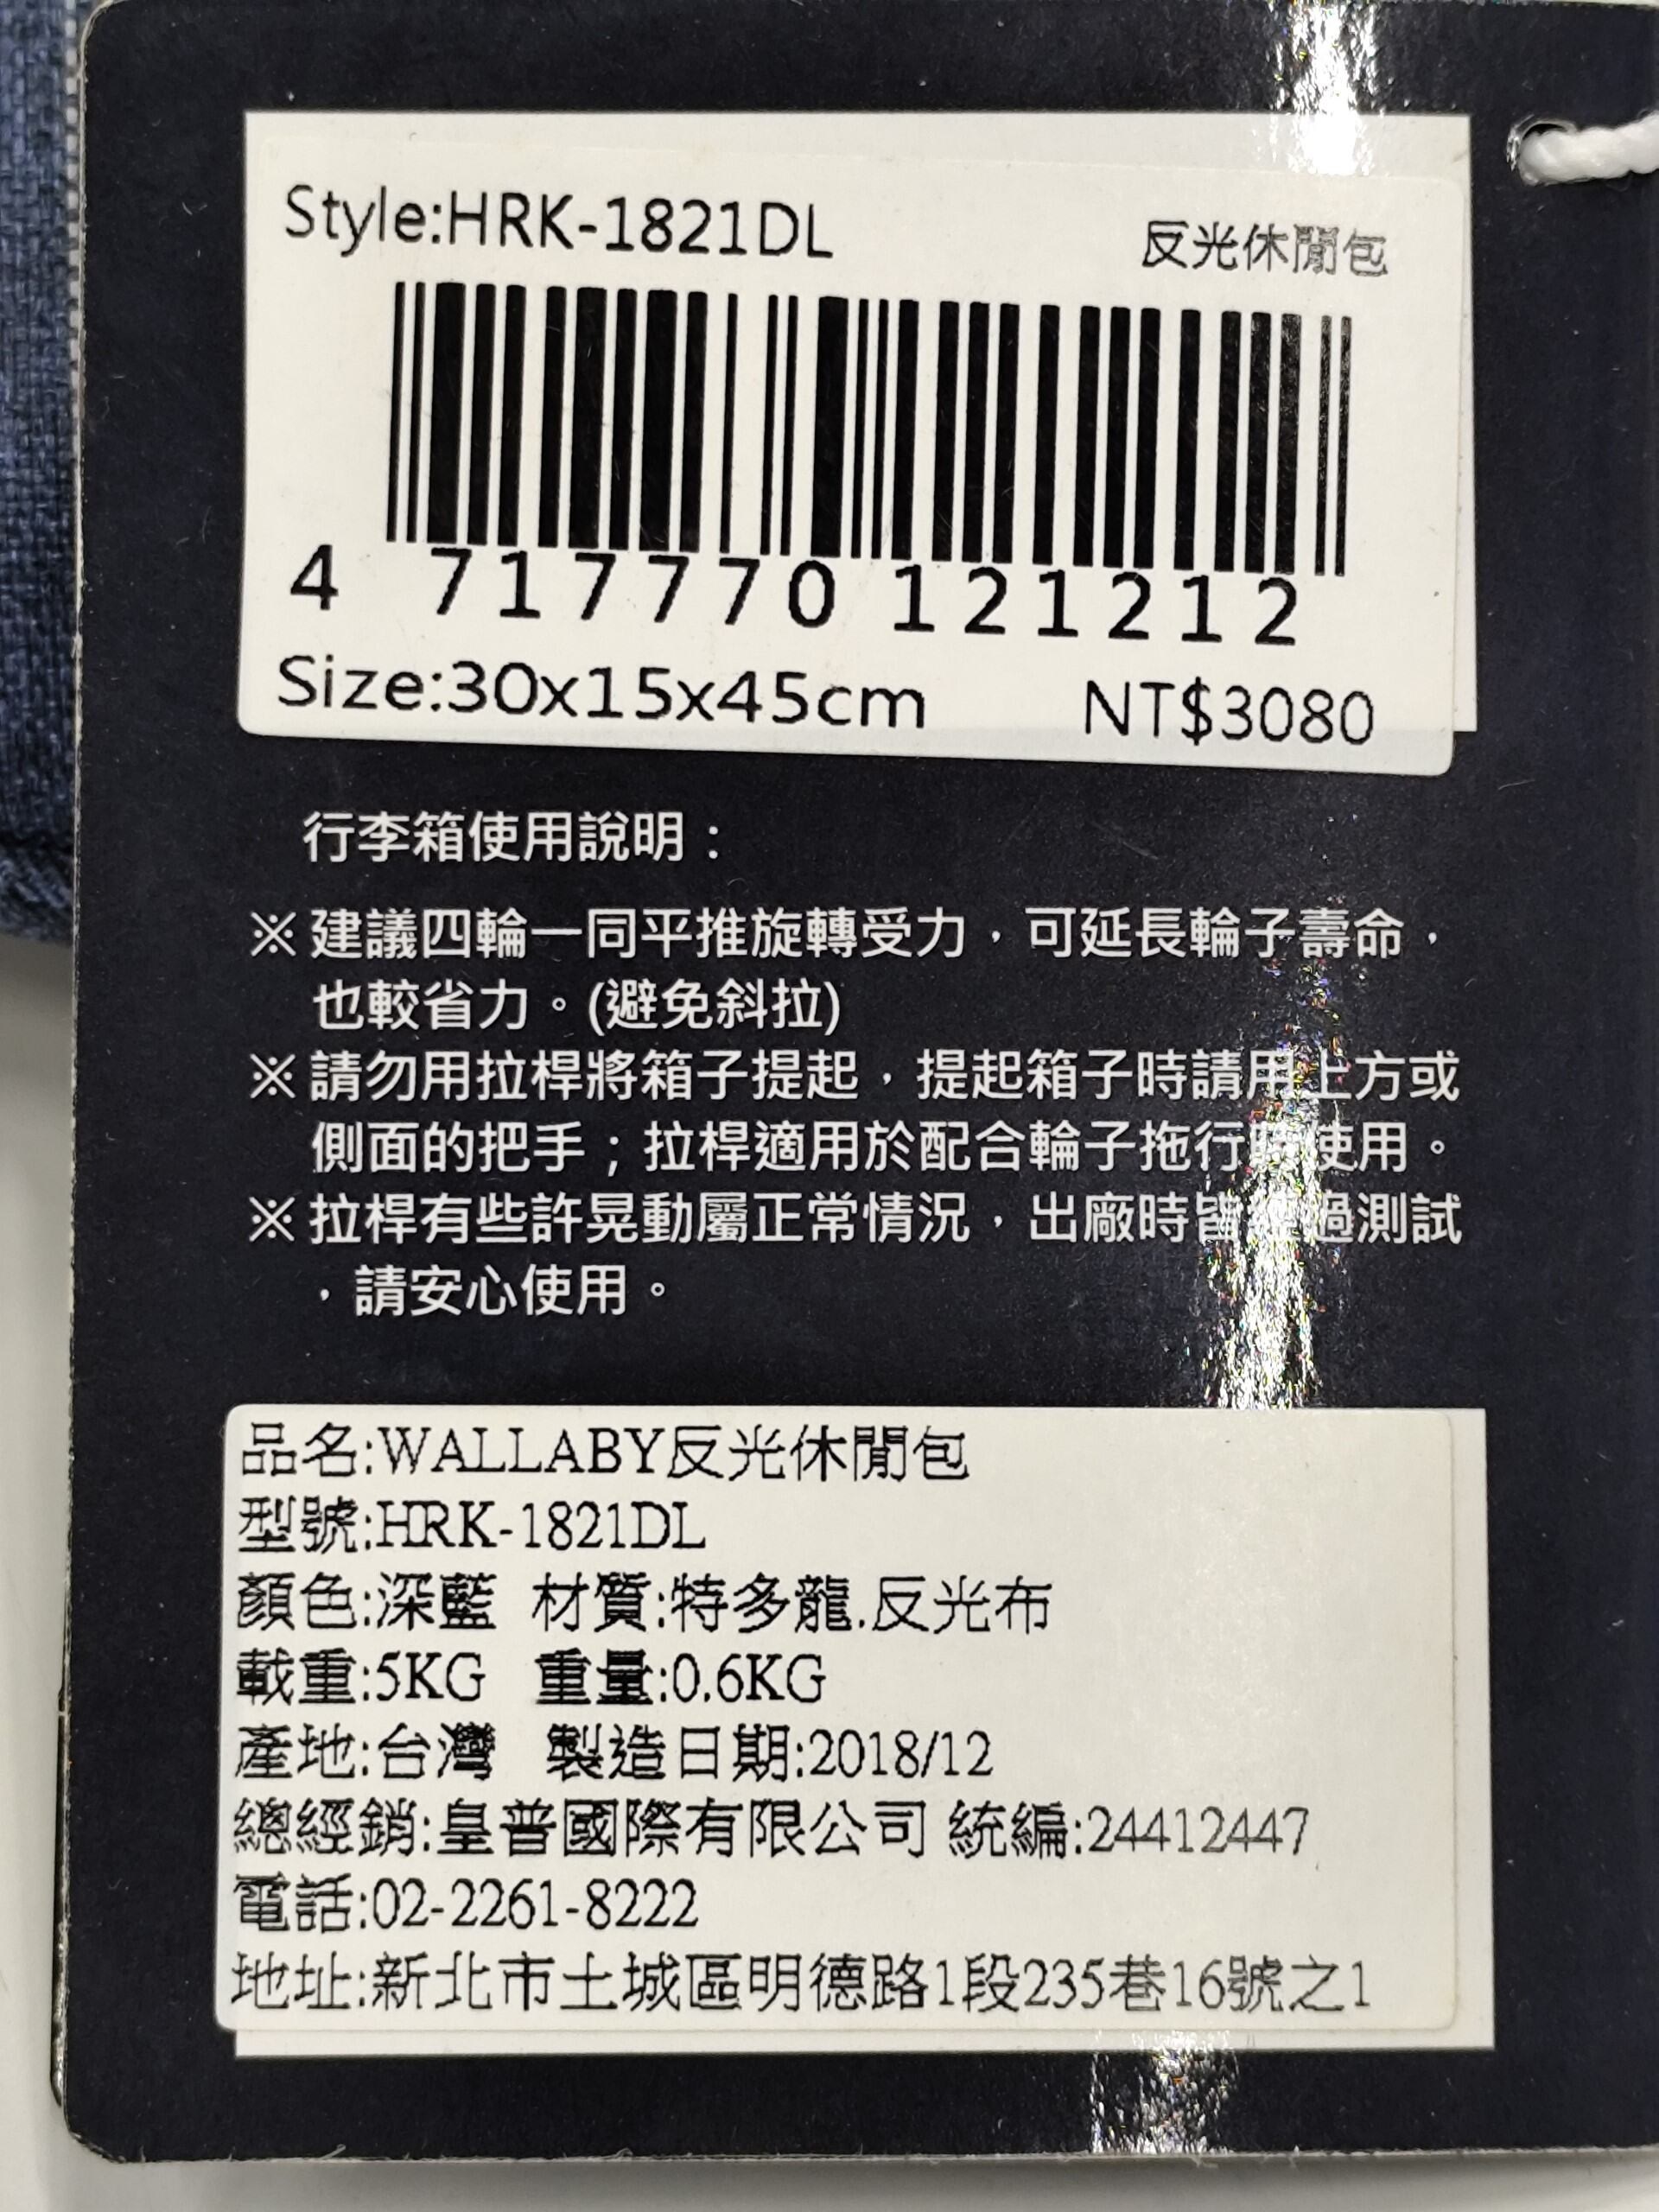 Style:HRK-1821DL 反光休閒包
4 717770 121212
Size:30x15x45cm NT$3080
行李箱使用說明：
※建議四輪一同平推旋轉受力，可延長輪子壽命，
也較省力。(避免斜拉)
※請勿用拉桿將箱子提起，提起箱子時請用上方或
側面的把手；拉桿適用於配合輪子拖行時使用。
※拉桿有些許晃動屬正常情況，出廠時皆經過測試
，請安心使用。
品名:WALLABY反光休閒包
型號:HRK-1821DL
顏色:深藍 材質:特多龍.反光布
載重:5KG 重量:0.6KG
產地:台灣 製造日期:2018/12
總經銷:皇普國際有限公司 統編:24412447
電話:02-2261-8222
地址:新北市土城區明德路1段235巷16號之1